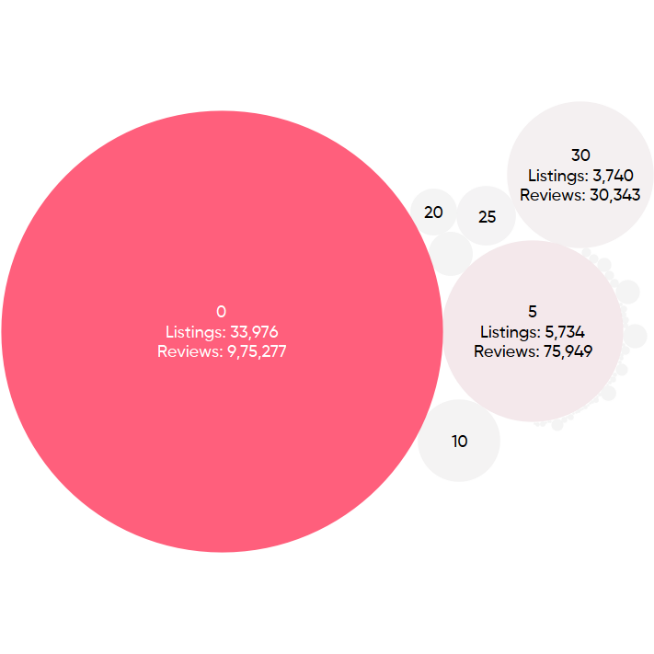 0
Listings: 33,976
Reviews: 9,75,277
20
25
30
Listings: 3,740
Reviews: 30,343
5
Listings: 5,734
Reviews: 75,949
10